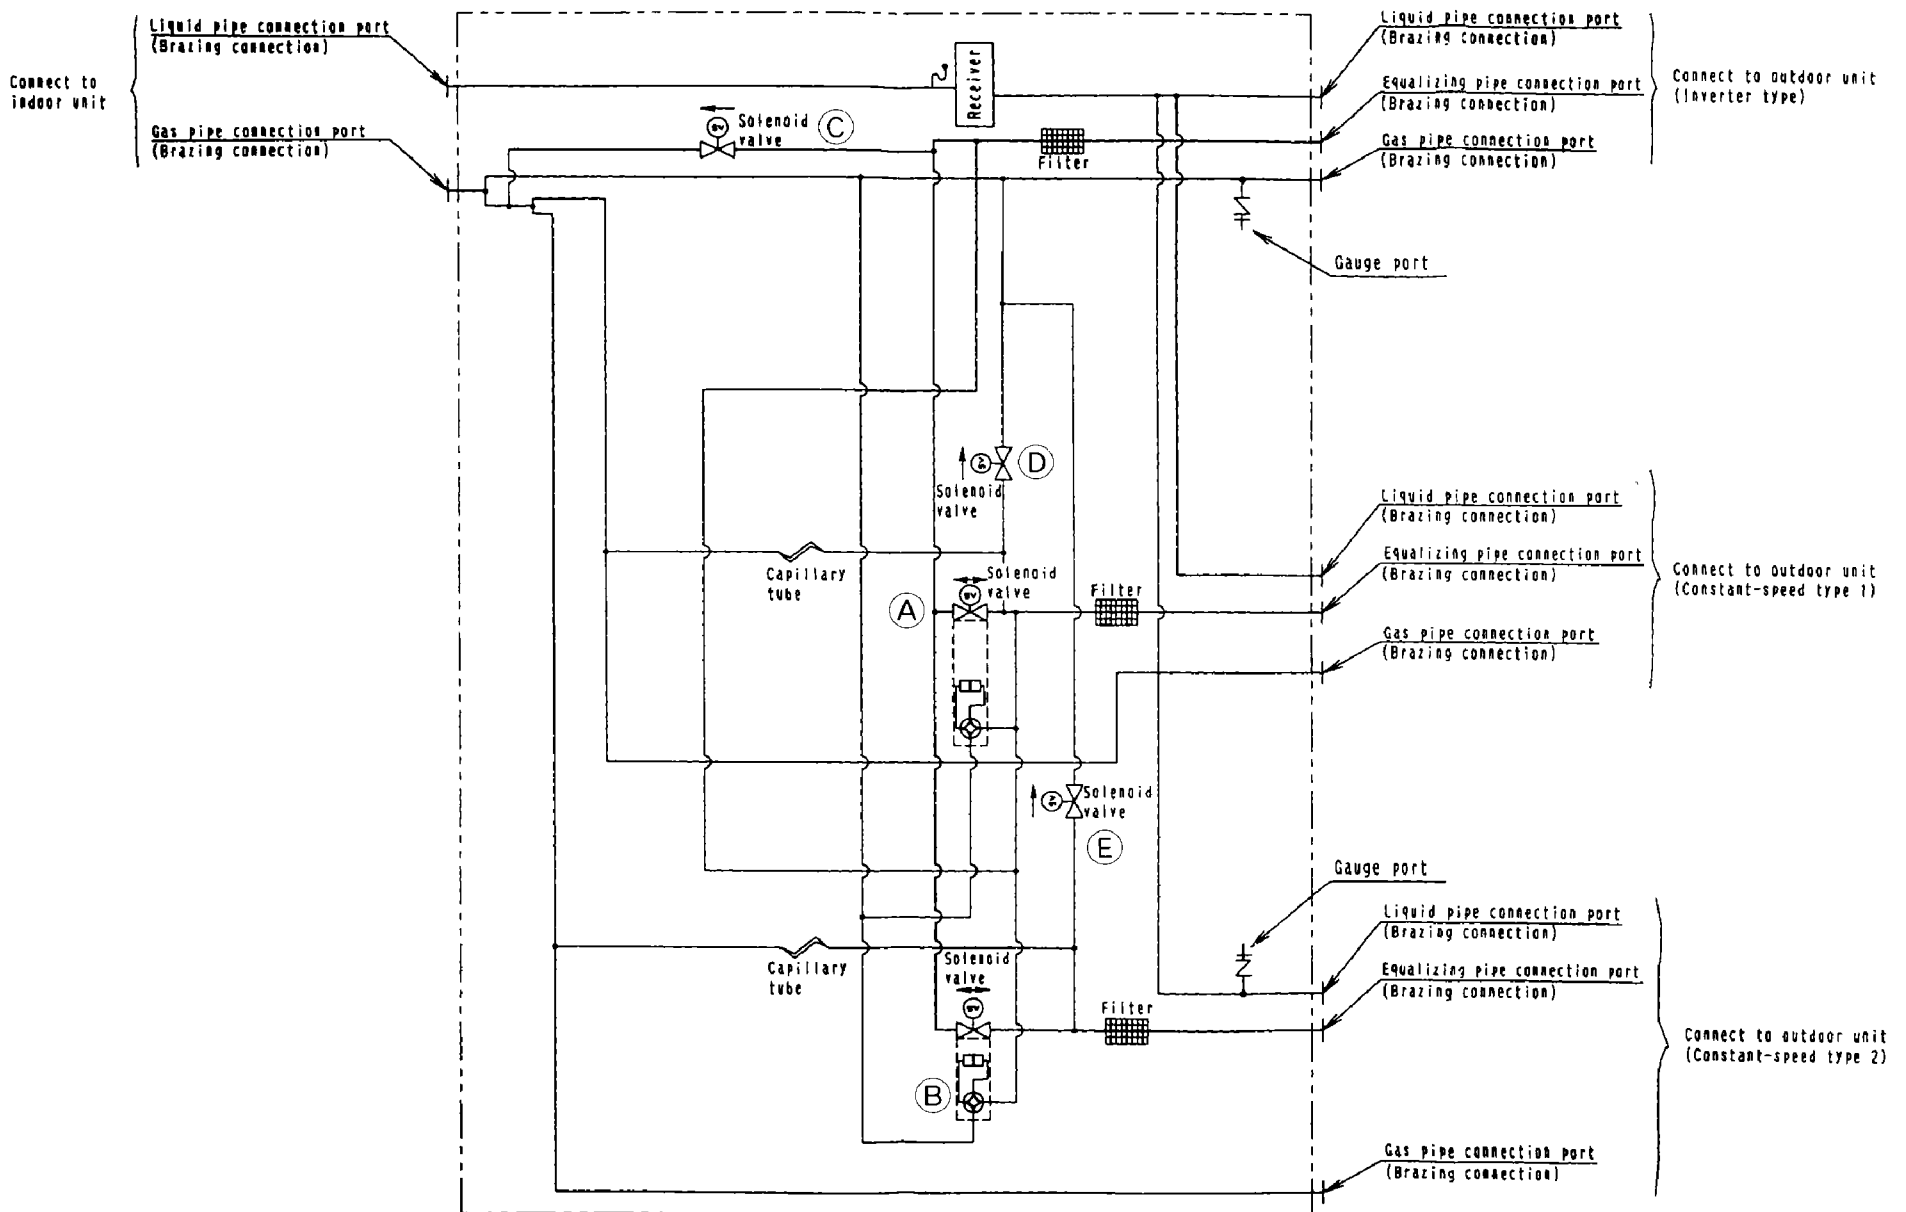 Liquid pipe connection port
(Brazing connection)
Connect to
indoor unit
Gas pipe connection port
(Brazing connection)
Receiver
SV
Solenoid
valve
C
Filter
Liquid pipe connection port
(Brazing connection)
Equalizing pipe connection port
(Brazing connection)
Gas pipe connection port
(Brazing connection)
Connect to outdoor unit
(Inverter type)
Gauge port
SV
D
Solenoid
valve
Capillary
tube
Solenoid
valve
SV
A
Filter
Liquid pipe connection port
(Brazing connection)
Equalizing pipe connection port
(Brazing connection)
Gas pipe connection port
(Brazing connection)
Connect to outdoor unit
(Constant-speed type 1)
SV
Solenoid
valve
E
Gauge port
Capillary
tube
Solenoid
valve
SV
B
Filter
Liquid pipe connection port
(Brazing connection)
Equalizing pipe connection port
(Brazing connection)
Gas pipe connection port
(Brazing connection)
Connect to outdoor unit
(Constant-speed type 2)